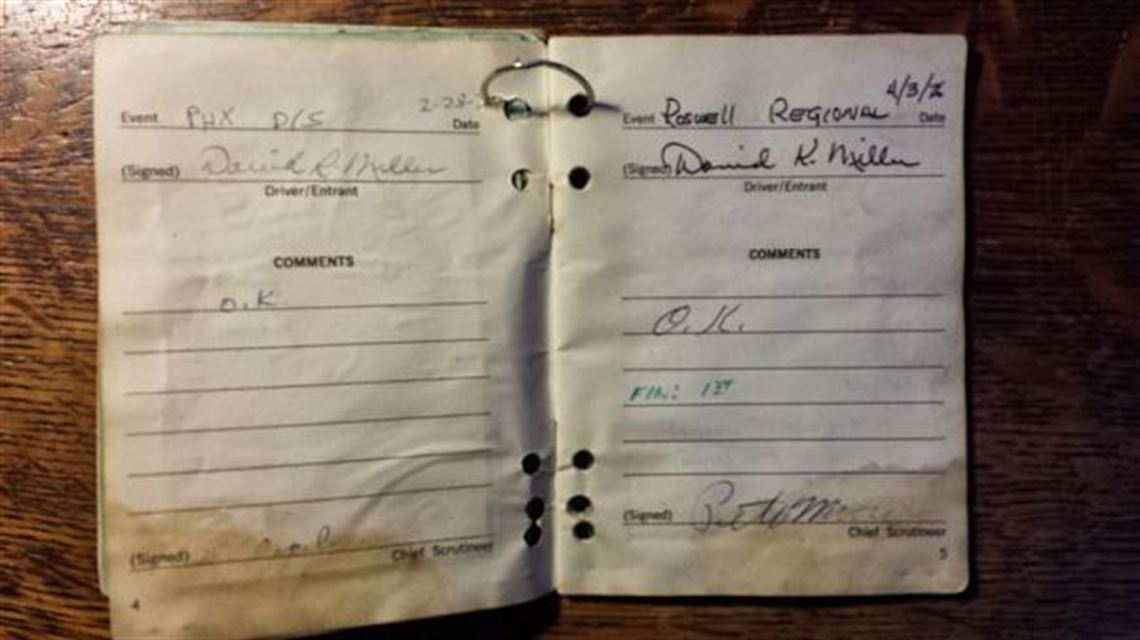 Event PHX D/S 2-28- Date
(Signed) David K. Miller
Driver/Entrant
COMMENTS
O.K
(Signed) Chief Scrutineer
4
4/3/
Event Roswell REGIONAL Date
(Signed) David K. Miller
Driver/Entrant
COMMENTS
O.K.
FIN: 1ST
(Signed)
Chief Scrutineer
5